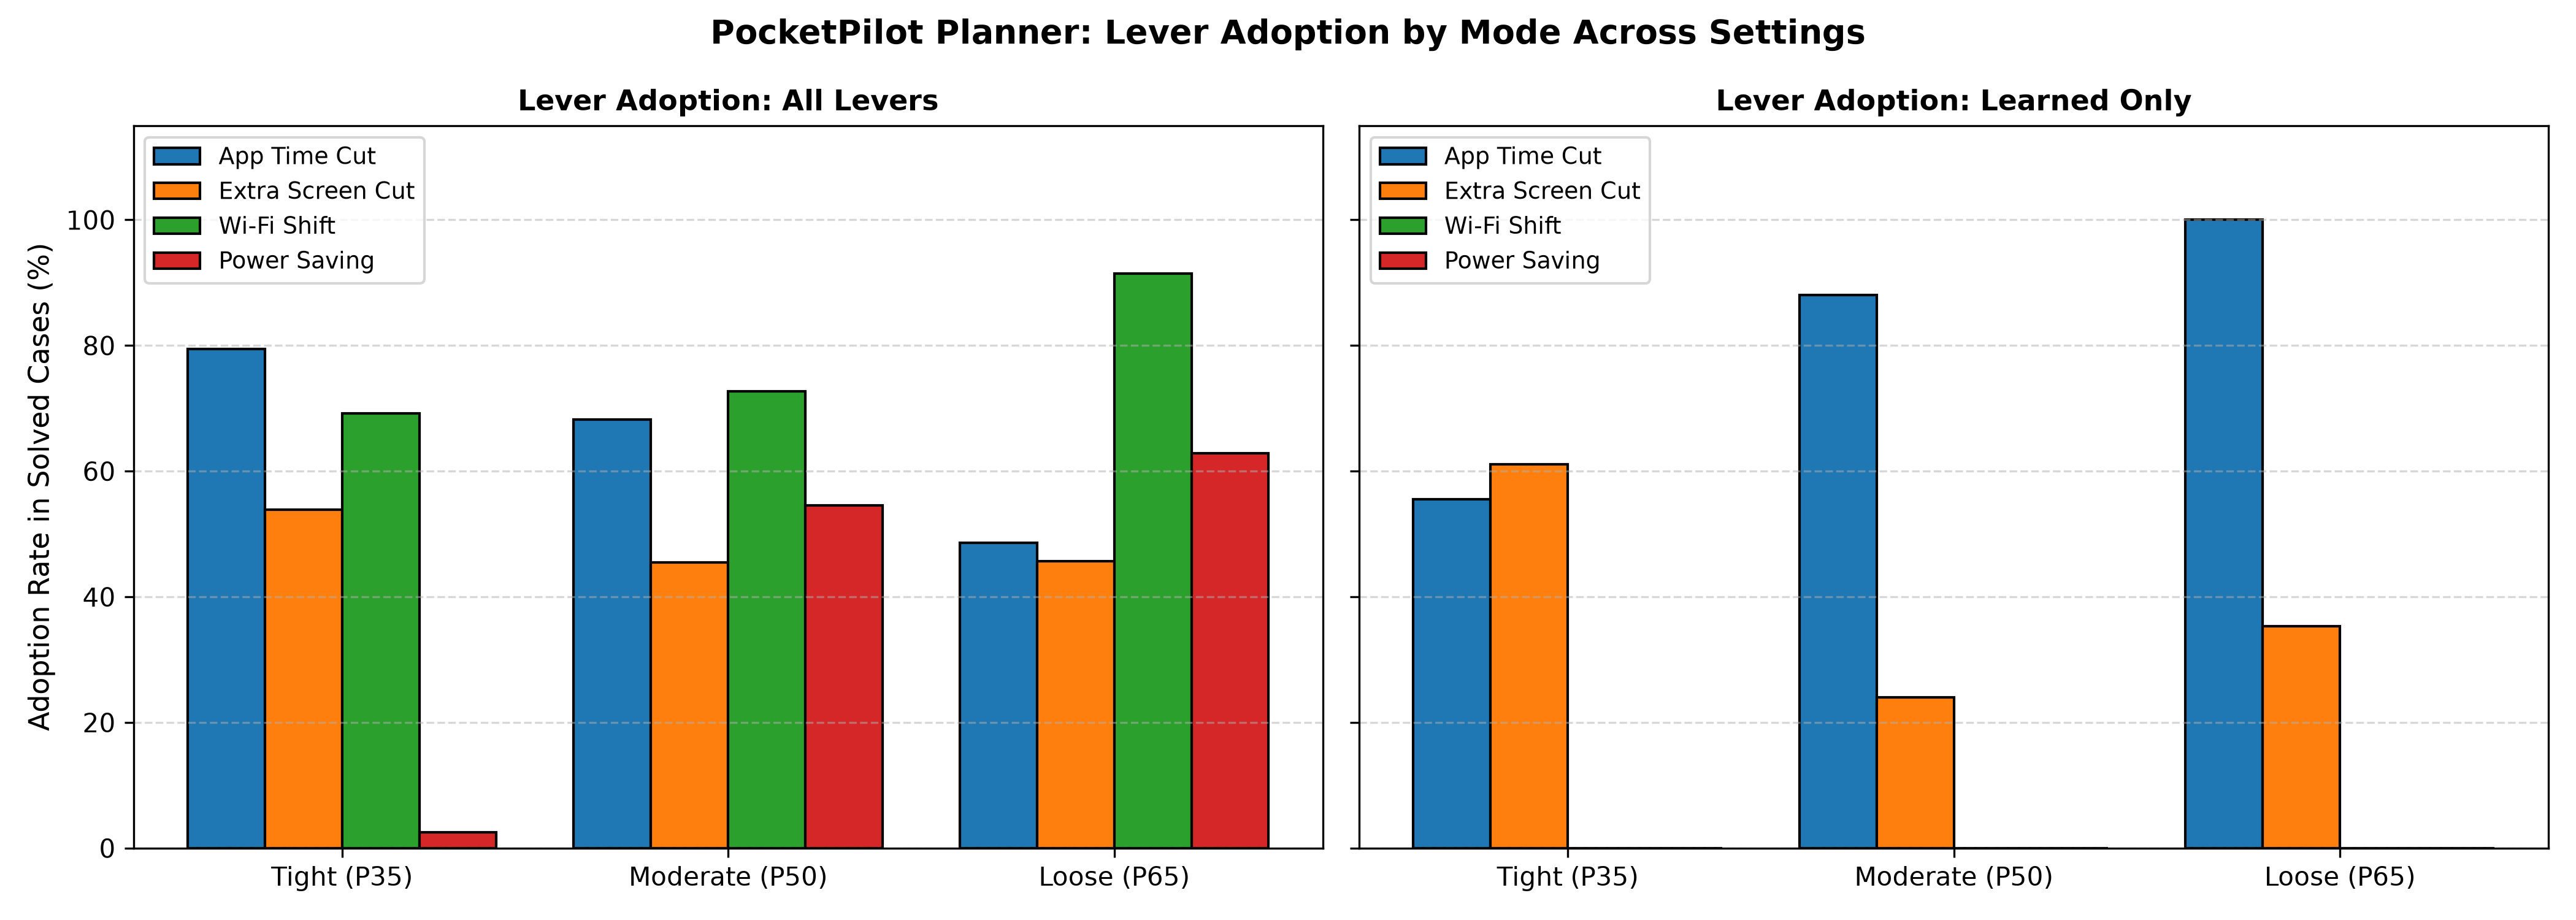 PocketPilot Planner: Lever Adoption by Mode Across Settings
Lever Adoption: All Levers
App Time Cut
Extra Screen Cut
Wi-Fi Shift
Power Saving
Adoption Rate in Solved Cases (%)
100
80
60
40
20
0
Tight (P35)
Moderate (P50)
Loose (P65)
Lever Adoption: Learned Only
App Time Cut
Extra Screen Cut
Wi-Fi Shift
Power Saving
Tight (P35)
Moderate (P50)
Loose (P65)